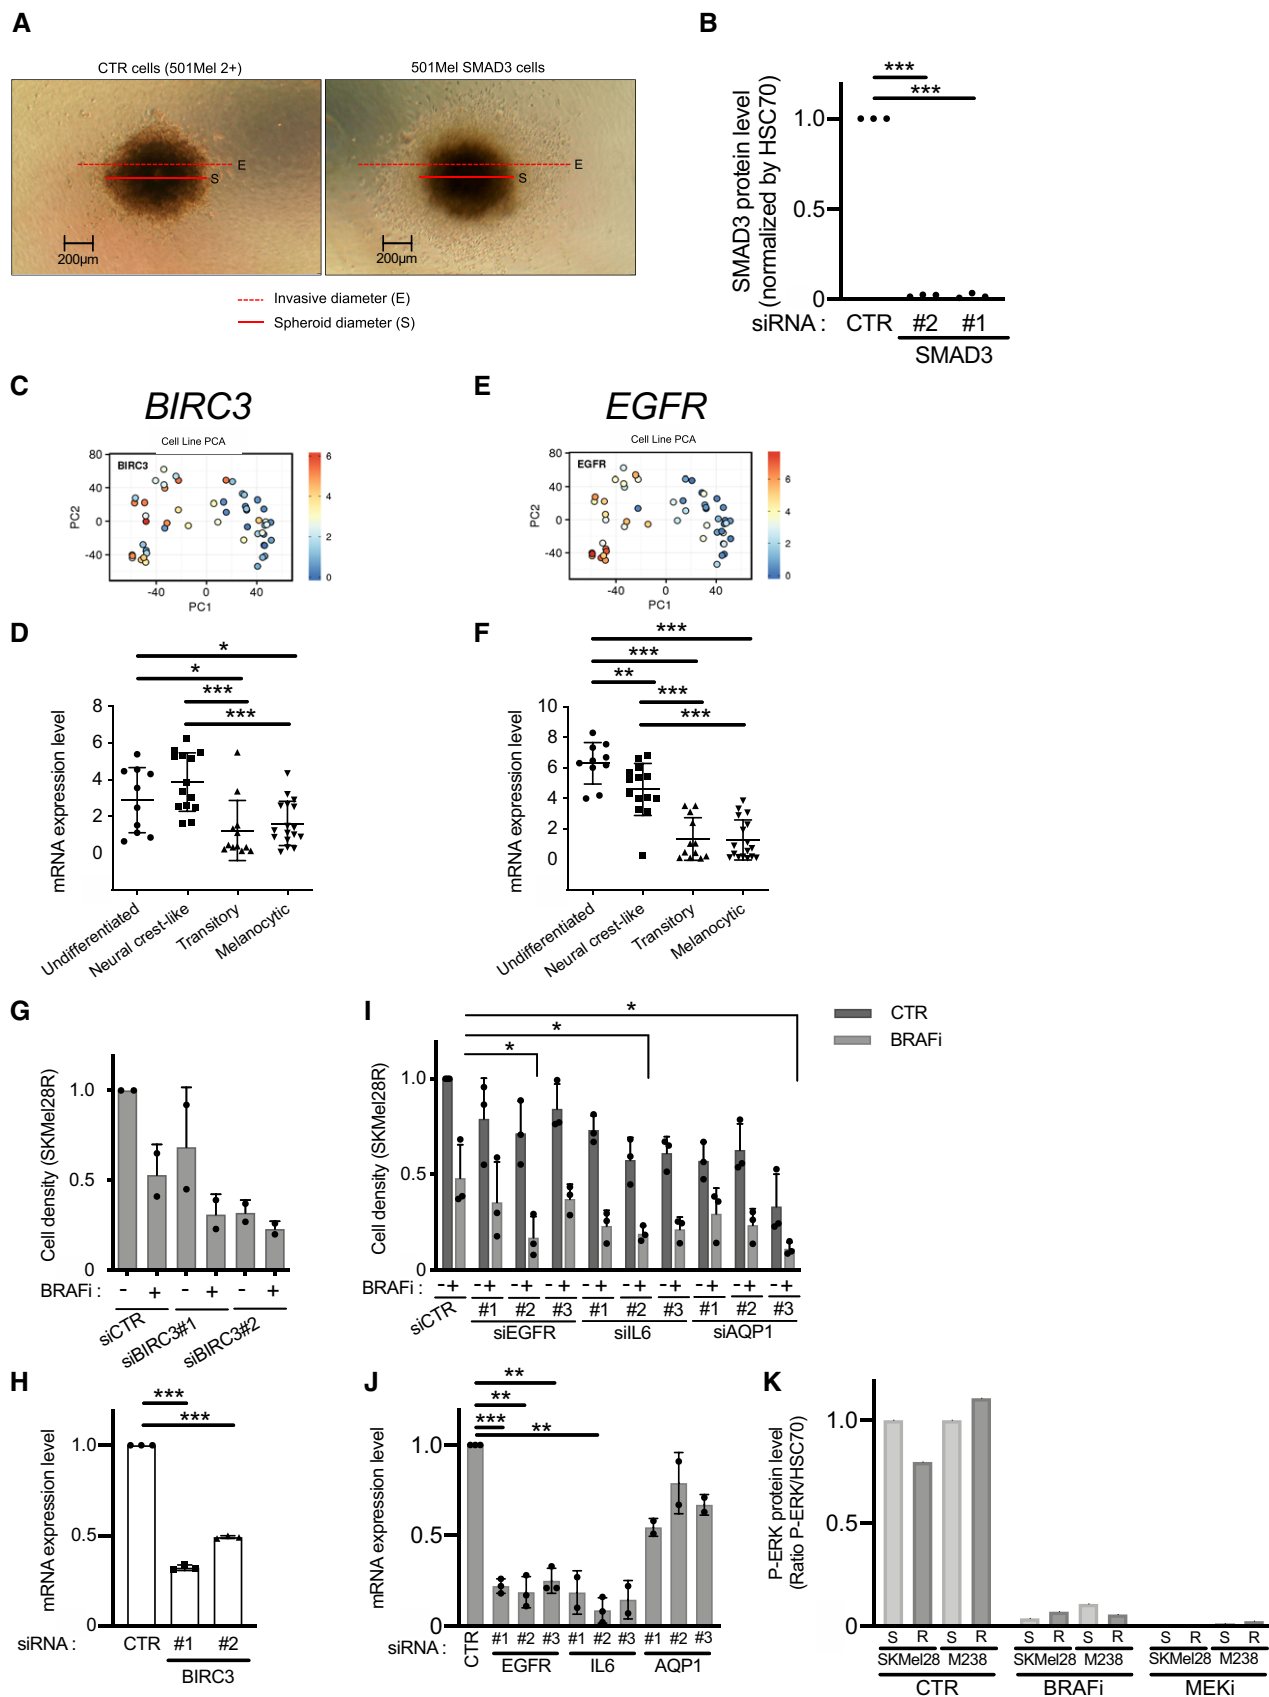 A
CTR cells (501Mel 2+)
501Mel SMAD3 cells
E
S
200µm
E
S
200µm
Invasive diameter (E)
Spheroid diameter (S)
B
***
***
SMAD3 protein level
(normalized by HSC70)
1.0
0.5
0
siRNA : CTR #2 #1
SMAD3
C
BIRC3
Cell Line PCA
BIRC3
PC2
80
40
0
-40
-40 0 40
PC1
6
4
2
0
E
EGFR
Cell Line PCA
EGFR
PC2
80
40
0
-40
-40 0 40
PC1
6
4
2
0
D
*
*
***
***
mRNA expression level
8
6
4
2
0
Undifferentiated
Neural crest-like
Transitory
Melanocytic
F
***
***
**
***
***
mRNA expression level
10
8
6
4
2
0
Undifferentiated
Neural crest-like
Transitory
Melanocytic
G
Cell density (SKMel28R)
1.0
0.5
0
BRAFi : - + - + - +
siCTR
siBIRC3#1
siBIRC3#2
I
*
*
*
CTR
BRAFi
Cell density (SKMel28R)
1.0
0.5
0
BRAFi : -+ -+ -+ -+ -+ -+ -+ -+ -+ -+
siCTR
#1 #2 #3 #1 #2 #3 #1 #2 #3
siEGFR siIL6 siAQP1
H
***
***
mRNA expression level
1.0
0.5
0
siRNA : CTR #1 #2
BIRC3
J
**
**
***
**
mRNA expression level
1.0
0.5
0
siRNA : CTR #1 #2 #3 #1 #2 #3 #1 #2 #3
EGFR IL6 AQP1
K
P-ERK protein level
(Ratio P-ERK/HSC70)
1.0
0.5
0
S R S R S R S R S R S R
SKMel28 M238 SKMel28 M238 SKMel28 M238
CTR BRAFi MEKi